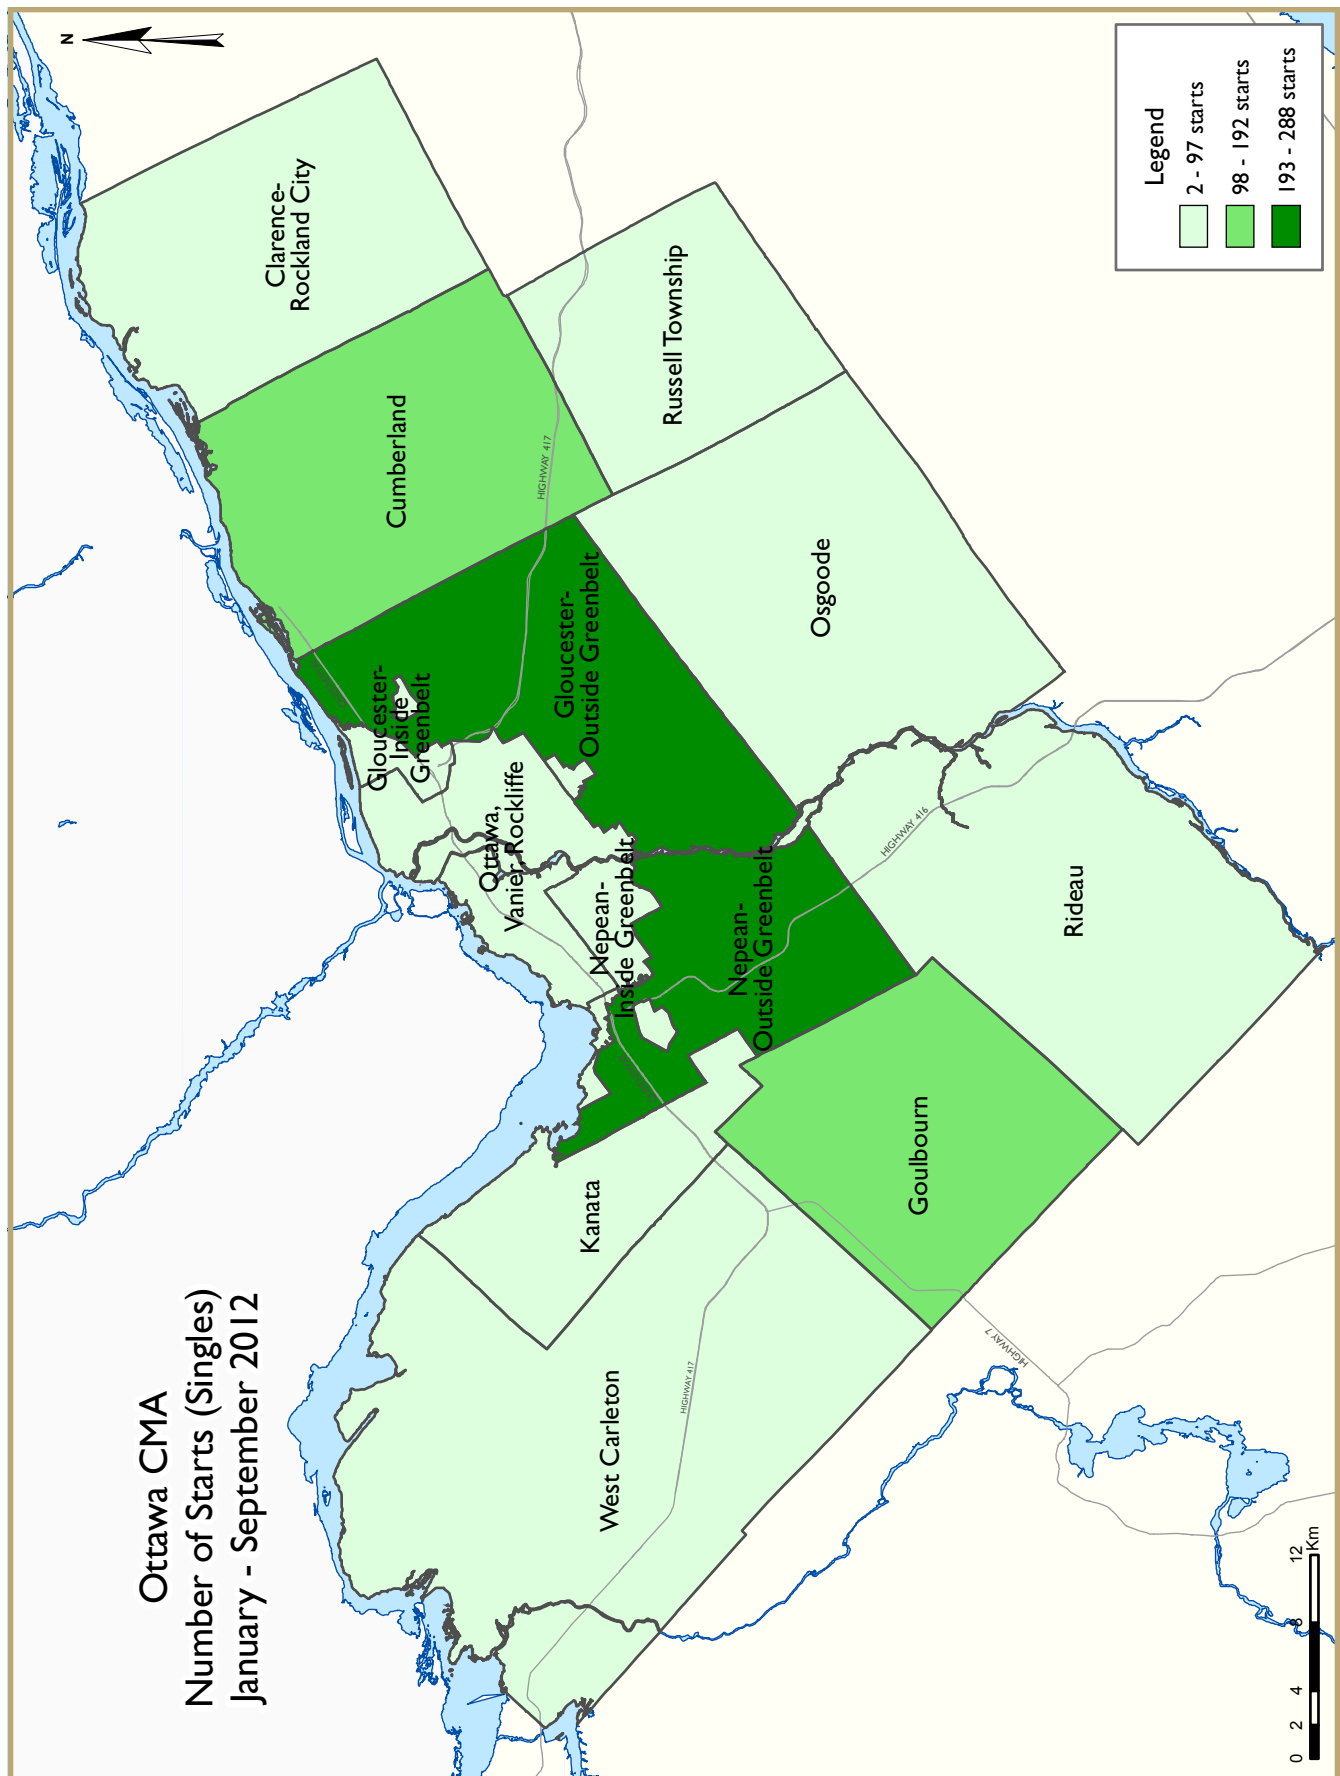 Ottawa CMA
Number of Starts (Singles)
January - September 2012
N
Clarence-
Rockland City
Cumberland
HIGHWAY 417
Russell Township
Gloucester-
Inside
Greenbelt
Gloucester-
Outside Greenbelt
Osgoode
Ottawa,
Vanier, Rockliffe
Nepean-
Inside Greenbelt
Nepean-
Outside Greenbelt
HIGHWAY 416
Rideau
Kanata
Goulbourn
West Carleton
HIGHWAY 417
HIGHWAY 7
Legend
2 - 97 starts
98 - 192 starts
193 - 288 starts
0 2 4 8 12
Km